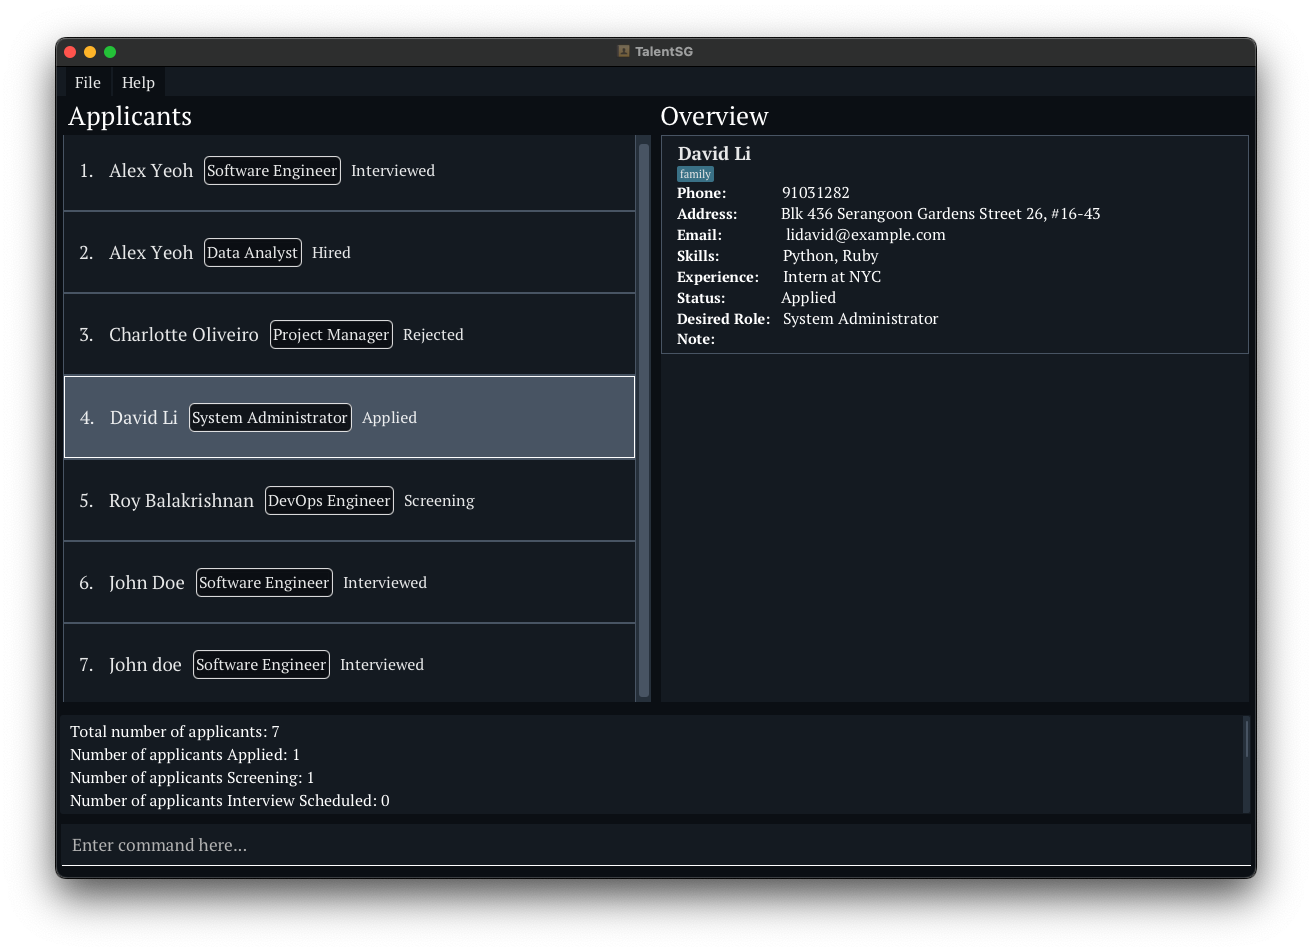 TalentSG
File Help
Applicants
1. Alex Yeoh Software Engineer Interviewed
2. Alex Yeoh Data Analyst Hired
3. Charlotte Oliveiro Project Manager Rejected
4. David Li System Administrator Applied
5. Roy Balakrishnan DevOps Engineer Screening
6. John Doe Software Engineer Interviewed
7. John doe Software Engineer Interviewed
Overview
David Li
family
Phone: 91031282
Address: Blk 436 Serangoon Gardens Street 26, #16-43
Email: lidavid@example.com
Skills: Python, Ruby
Experience: Intern at NYC
Status: Applied
Desired Role: System Administrator
Note:
Total number of applicants: 7
Number of applicants Applied: 1
Number of applicants Screening: 1
Number of applicants Interview Scheduled: 0
Enter command here...